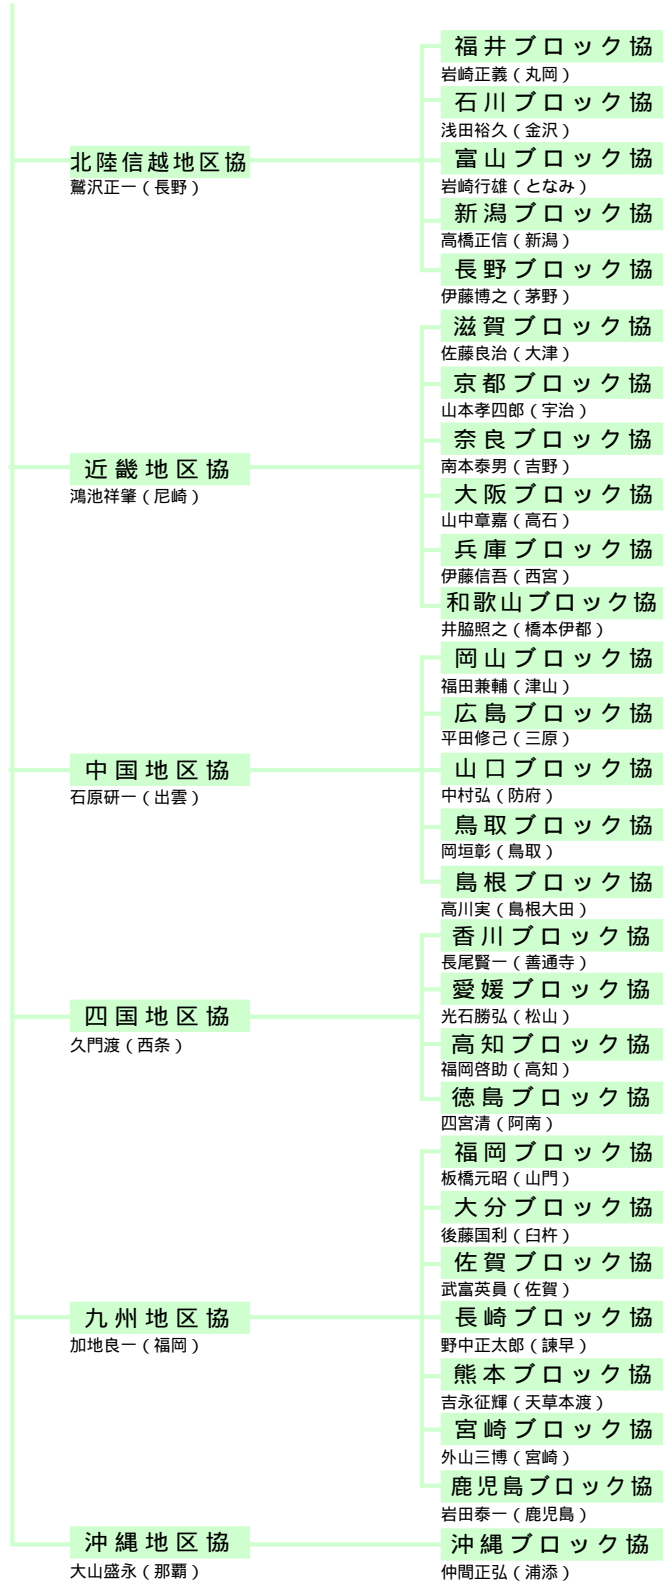 北陸信越地区協
鷲沢正一（長野）
福井ブロック協
岩崎正義（丸岡）
石川ブロック協
浅田裕久（金沢）
富山ブロック協
岩崎行雄（となみ）
新潟ブロック協
高橋正信（新潟）
長野ブロック協
伊藤博之（茅野）
近畿地区協
鴻池祥肇（尼崎）
滋賀ブロック協
佐藤良治（大津）
京都ブロック協
山本孝四郎（宇治）
奈良ブロック協
南本泰男（吉野）
大阪ブロック協
山中章嘉（高石）
兵庫ブロック協
伊藤信吾（西宮）
和歌山ブロック協
井脇照之（橋本伊都）
中国地区協
石原研一（出雲）
岡山ブロック協
福田兼輔（津山）
広島ブロック協
平田修己（三原）
山口ブロック協
中村弘（防府）
鳥取ブロック協
岡垣彰（鳥取）
島根ブロック協
高川実（島根大田）
四国地区協
久門渡（西条）
香川ブロック協
長尾賢一（善通寺）
愛媛ブロック協
光石勝弘（松山）
高知ブロック協
福岡啓助（高知）
徳島ブロック協
四宮清（阿南）
九州地区協
加地良一（福岡）
福岡ブロック協
板橋元昭（山門）
大分ブロック協
後藤国利（臼杵）
佐賀ブロック協
武富英員（佐賀）
長崎ブロック協
野中正太郎（諫早）
熊本ブロック協
吉永征輝（天草本渡）
宮崎ブロック協
外山三博（宮崎）
鹿児島ブロック協
岩田泰一（鹿児島）
沖縄地区協
大山盛永（那覇）
沖縄ブロック協
仲間正弘（浦添）